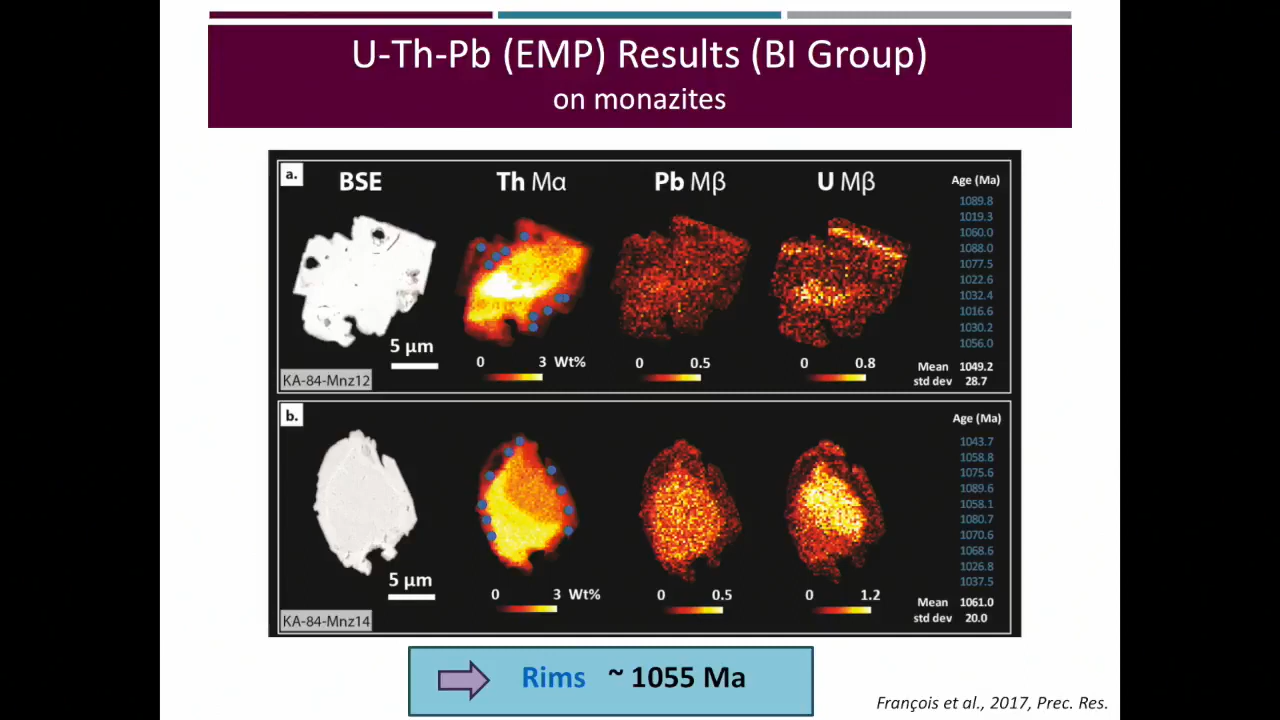 U-Th-Pb (EMP) Results (BI Group)
on monazites
a.
BSE
Th Mα
Pb Mβ
U Mβ
Age (Ma)
1089.8
1019.3
1060.0
1088.0
1077.5
1022.6
1032.4
1016.6
1030.2
1056.0
5 µm
0 3 Wt%
0 0.5
0 0.8
Mean 1049.2
std dev 28.7
KA-84-Mnz12
b.
Age (Ma)
1043.7
1058.8
1075.6
1089.6
1058.1
1080.7
1070.6
1068.6
1026.8
1037.5
5 µm
0 3 Wt%
0 0.5
0 1.2
Mean 1061.0
std dev 20.0
KA-84-Mnz14
Rims ~ 1055 Ma
François et al., 2017, Prec. Res.